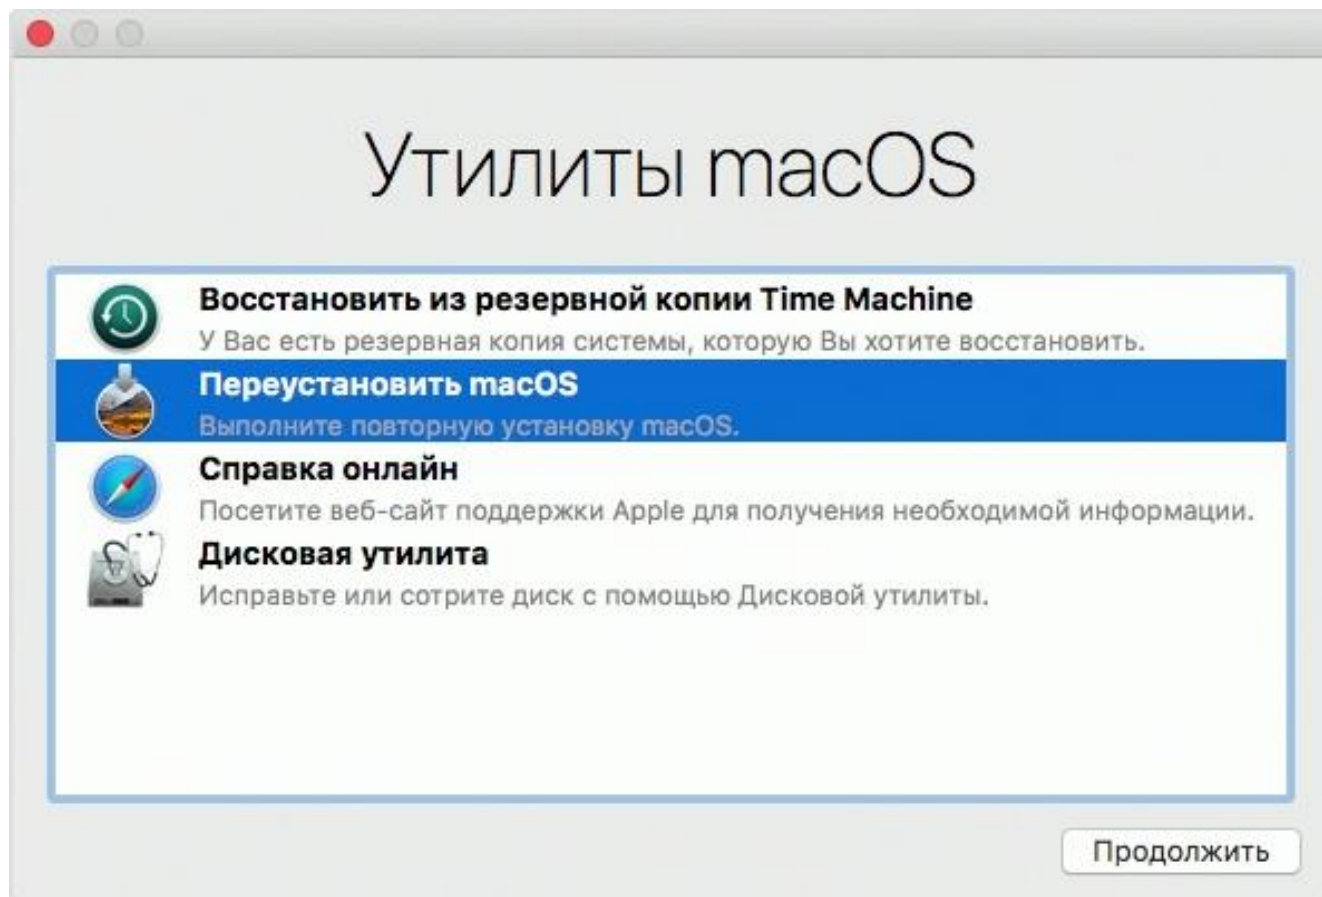 Утилиты macOS
Восстановить из резервной копии Time Machine
У Вас есть резервная копия системы, которую Вы хотите восстановить.
Переустановить macOS
Выполните повторную установку macOS.
Справка онлайн
Посетите веб-сайт поддержки Apple для получения необходимой информации.
Дисковая утилита
Исправьте или сотрите диск с помощью Дисковой утилиты.
Продолжить